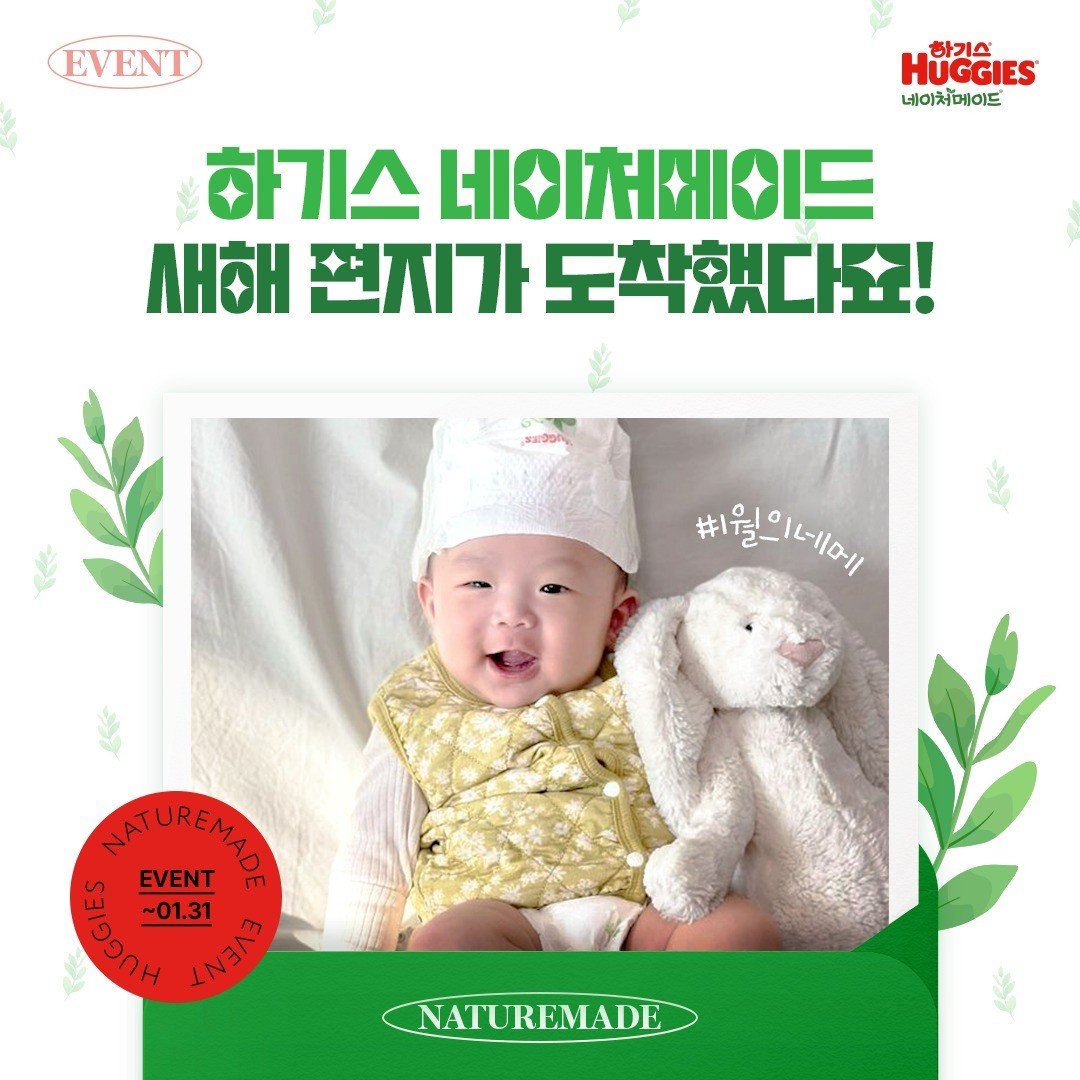 EVENT
하기스
HUGGIES
네이처메이드
하기스 네이처메이드
새해 편지가 도착했다죠!
HUGGIES
#1월의네메
HUGGIES NATUREMADE EVENT
EVENT
~01.31
NATUREMADE